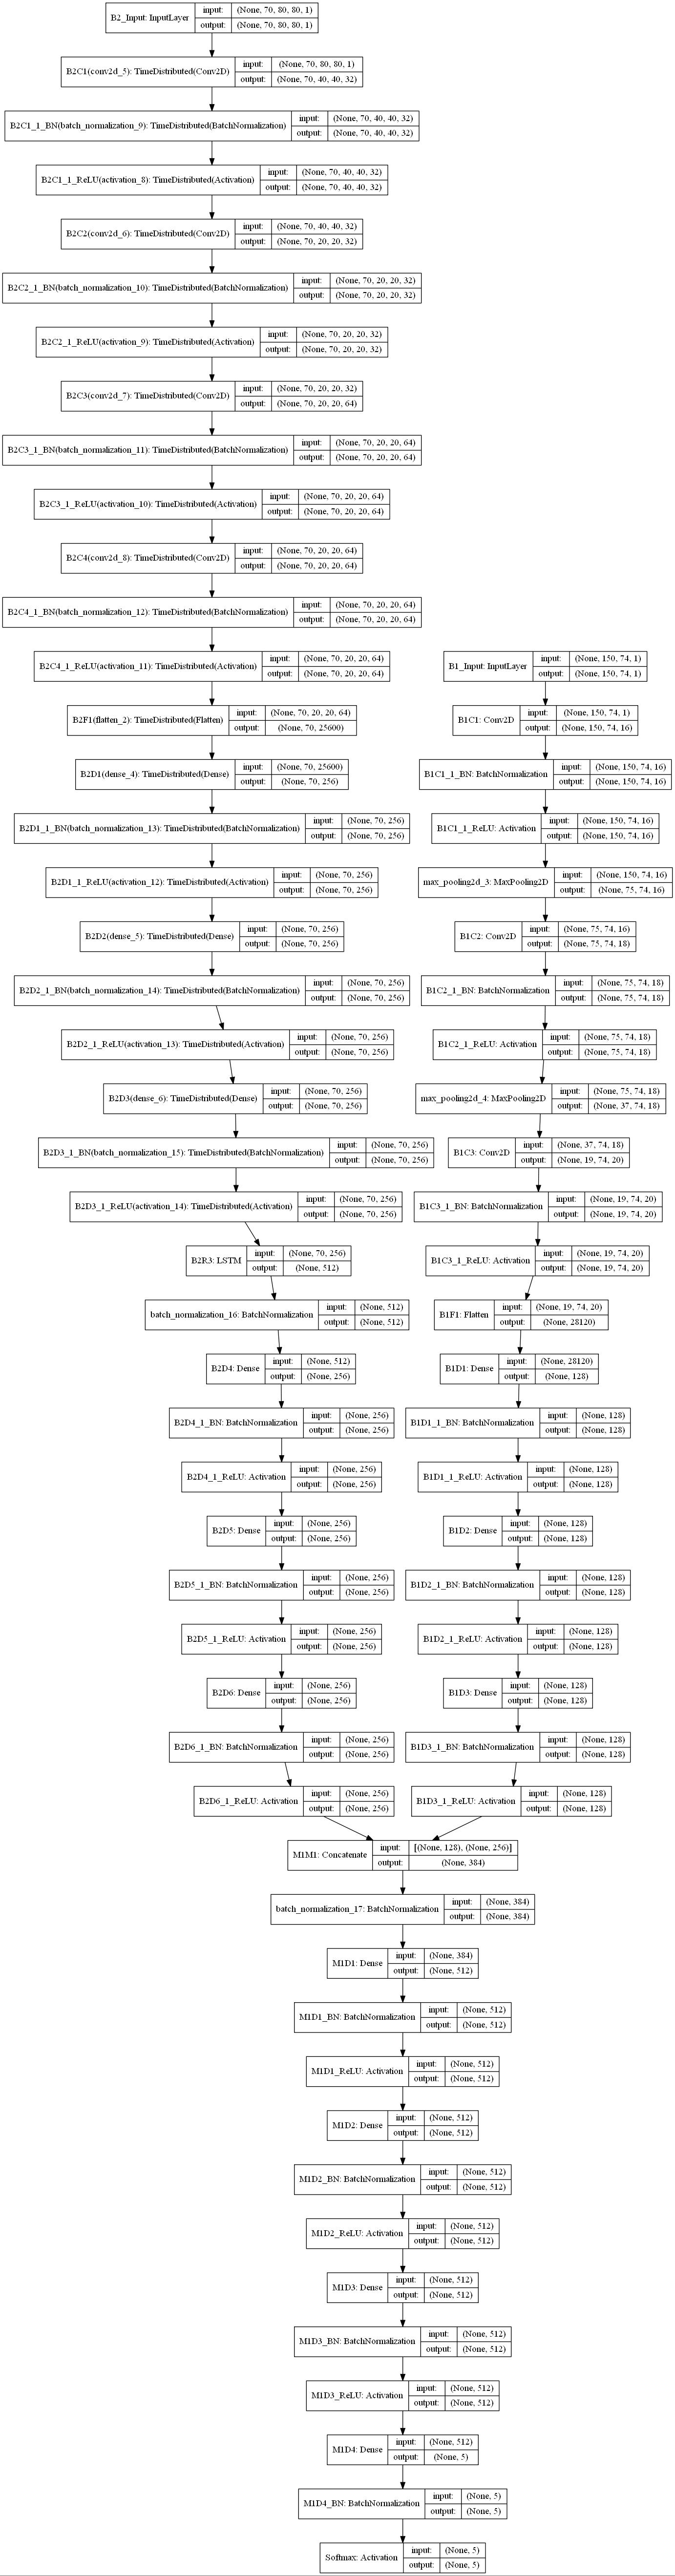 B2_Input: InputLayer input: (None, 70, 80, 80, 1)
output: (None, 70, 80, 80, 1)
B2C1(conv2d_5): TimeDistributed(Conv2D) input: (None, 70, 80, 80, 1)
output: (None, 70, 40, 40, 32)
B2C1_1_BN(batch_normalization_9): TimeDistributed(BatchNormalization) input: (None, 70, 40, 40, 32)
output: (None, 70, 40, 40, 32)
B2C1_1_ReLU(activation_8): TimeDistributed(Activation) input: (None, 70, 40, 40, 32)
output: (None, 70, 40, 40, 32)
B2C2(conv2d_6): TimeDistributed(Conv2D) input: (None, 70, 40, 40, 32)
output: (None, 70, 20, 20, 32)
B2C2_1_BN(batch_normalization_10): TimeDistributed(BatchNormalization) input: (None, 70, 20, 20, 32)
output: (None, 70, 20, 20, 32)
B2C2_1_ReLU(activation_9): TimeDistributed(Activation) input: (None, 70, 20, 20, 32)
output: (None, 70, 20, 20, 32)
B2C3(conv2d_7): TimeDistributed(Conv2D) input: (None, 70, 20, 20, 32)
output: (None, 70, 20, 20, 64)
B2C3_1_BN(batch_normalization_11): TimeDistributed(BatchNormalization) input: (None, 70, 20, 20, 64)
output: (None, 70, 20, 20, 64)
B2C3_1_ReLU(activation_10): TimeDistributed(Activation) input: (None, 70, 20, 20, 64)
output: (None, 70, 20, 20, 64)
B2C4(conv2d_8): TimeDistributed(Conv2D) input: (None, 70, 20, 20, 64)
output: (None, 70, 20, 20, 64)
B2C4_1_BN(batch_normalization_12): TimeDistributed(BatchNormalization) input: (None, 70, 20, 20, 64)
output: (None, 70, 20, 20, 64)
B2C4_1_ReLU(activation_11): TimeDistributed(Activation) input: (None, 70, 20, 20, 64)
output: (None, 70, 20, 20, 64)
B2F1(flatten_2): TimeDistributed(Flatten) input: (None, 70, 20, 20, 64)
output: (None, 70, 25600)
B2D1(dense_4): TimeDistributed(Dense) input: (None, 70, 25600)
output: (None, 70, 256)
B2D1_1_BN(batch_normalization_13): TimeDistributed(BatchNormalization) input: (None, 70, 256)
output: (None, 70, 256)
B2D1_1_ReLU(activation_12): TimeDistributed(Activation) input: (None, 70, 256)
output: (None, 70, 256)
B2D2(dense_5): TimeDistributed(Dense) input: (None, 70, 256)
output: (None, 70, 256)
B2D2_1_BN(batch_normalization_14): TimeDistributed(BatchNormalization) input: (None, 70, 256)
output: (None, 70, 256)
B2D2_1_ReLU(activation_13): TimeDistributed(Activation) input: (None, 70, 256)
output: (None, 70, 256)
B2D3(dense_6): TimeDistributed(Dense) input: (None, 70, 256)
output: (None, 70, 256)
B2D3_1_BN(batch_normalization_15): TimeDistributed(BatchNormalization) input: (None, 70, 256)
output: (None, 70, 256)
B2D3_1_ReLU(activation_14): TimeDistributed(Activation) input: (None, 70, 256)
output: (None, 70, 256)
B2R3: LSTM input: (None, 70, 256)
output: (None, 512)
batch_normalization_16: BatchNormalization input: (None, 512)
output: (None, 512)
B2D4: Dense input: (None, 512)
output: (None, 256)
B2D4_1_BN: BatchNormalization input: (None, 256)
output: (None, 256)
B2D4_1_ReLU: Activation input: (None, 256)
output: (None, 256)
B2D5: Dense input: (None, 256)
output: (None, 256)
B2D5_1_BN: BatchNormalization input: (None, 256)
output: (None, 256)
B2D5_1_ReLU: Activation input: (None, 256)
output: (None, 256)
B2D6: Dense input: (None, 256)
output: (None, 256)
B2D6_1_BN: BatchNormalization input: (None, 256)
output: (None, 256)
B2D6_1_ReLU: Activation input: (None, 256)
output: (None, 256)
B1_Input: InputLayer input: (None, 150, 74, 1)
output: (None, 150, 74, 1)
B1C1: Conv2D input: (None, 150, 74, 1)
output: (None, 150, 74, 16)
B1C1_1_BN: BatchNormalization input: (None, 150, 74, 16)
output: (None, 150, 74, 16)
B1C1_1_ReLU: Activation input: (None, 150, 74, 16)
output: (None, 150, 74, 16)
max_pooling2d_3: MaxPooling2D input: (None, 150, 74, 16)
output: (None, 75, 74, 16)
B1C2: Conv2D input: (None, 75, 74, 16)
output: (None, 75, 74, 18)
B1C2_1_BN: BatchNormalization input: (None, 75, 74, 18)
output: (None, 75, 74, 18)
B1C2_1_ReLU: Activation input: (None, 75, 74, 18)
output: (None, 75, 74, 18)
max_pooling2d_4: MaxPooling2D input: (None, 75, 74, 18)
output: (None, 37, 74, 18)
B1C3: Conv2D input: (None, 37, 74, 18)
output: (None, 19, 74, 20)
B1C3_1_BN: BatchNormalization input: (None, 19, 74, 20)
output: (None, 19, 74, 20)
B1C3_1_ReLU: Activation input: (None, 19, 74, 20)
output: (None, 19, 74, 20)
B1F1: Flatten input: (None, 19, 74, 20)
output: (None, 28120)
B1D1: Dense input: (None, 28120)
output: (None, 128)
B1D1_1_BN: BatchNormalization input: (None, 128)
output: (None, 128)
B1D1_1_ReLU: Activation input: (None, 128)
output: (None, 128)
B1D2: Dense input: (None, 128)
output: (None, 128)
B1D2_1_BN: BatchNormalization input: (None, 128)
output: (None, 128)
B1D2_1_ReLU: Activation input: (None, 128)
output: (None, 128)
B1D3: Dense input: (None, 128)
output: (None, 128)
B1D3_1_BN: BatchNormalization input: (None, 128)
output: (None, 128)
B1D3_1_ReLU: Activation input: (None, 128)
output: (None, 128)
M1M1: Concatenate input: [(None, 128), (None, 256)]
output: (None, 384)
batch_normalization_17: BatchNormalization input: (None, 384)
output: (None, 384)
M1D1: Dense input: (None, 384)
output: (None, 512)
M1D1_BN: BatchNormalization input: (None, 512)
output: (None, 512)
M1D1_ReLU: Activation input: (None, 512)
output: (None, 512)
M1D2: Dense input: (None, 512)
output: (None, 512)
M1D2_BN: BatchNormalization input: (None, 512)
output: (None, 512)
M1D2_ReLU: Activation input: (None, 512)
output: (None, 512)
M1D3: Dense input: (None, 512)
output: (None, 512)
M1D3_BN: BatchNormalization input: (None, 512)
output: (None, 512)
M1D3_ReLU: Activation input: (None, 512)
output: (None, 512)
M1D4: Dense input: (None, 512)
output: (None, 5)
M1D4_BN: BatchNormalization input: (None, 5)
output: (None, 5)
Softmax: Activation input: (None, 5)
output: (None, 5)